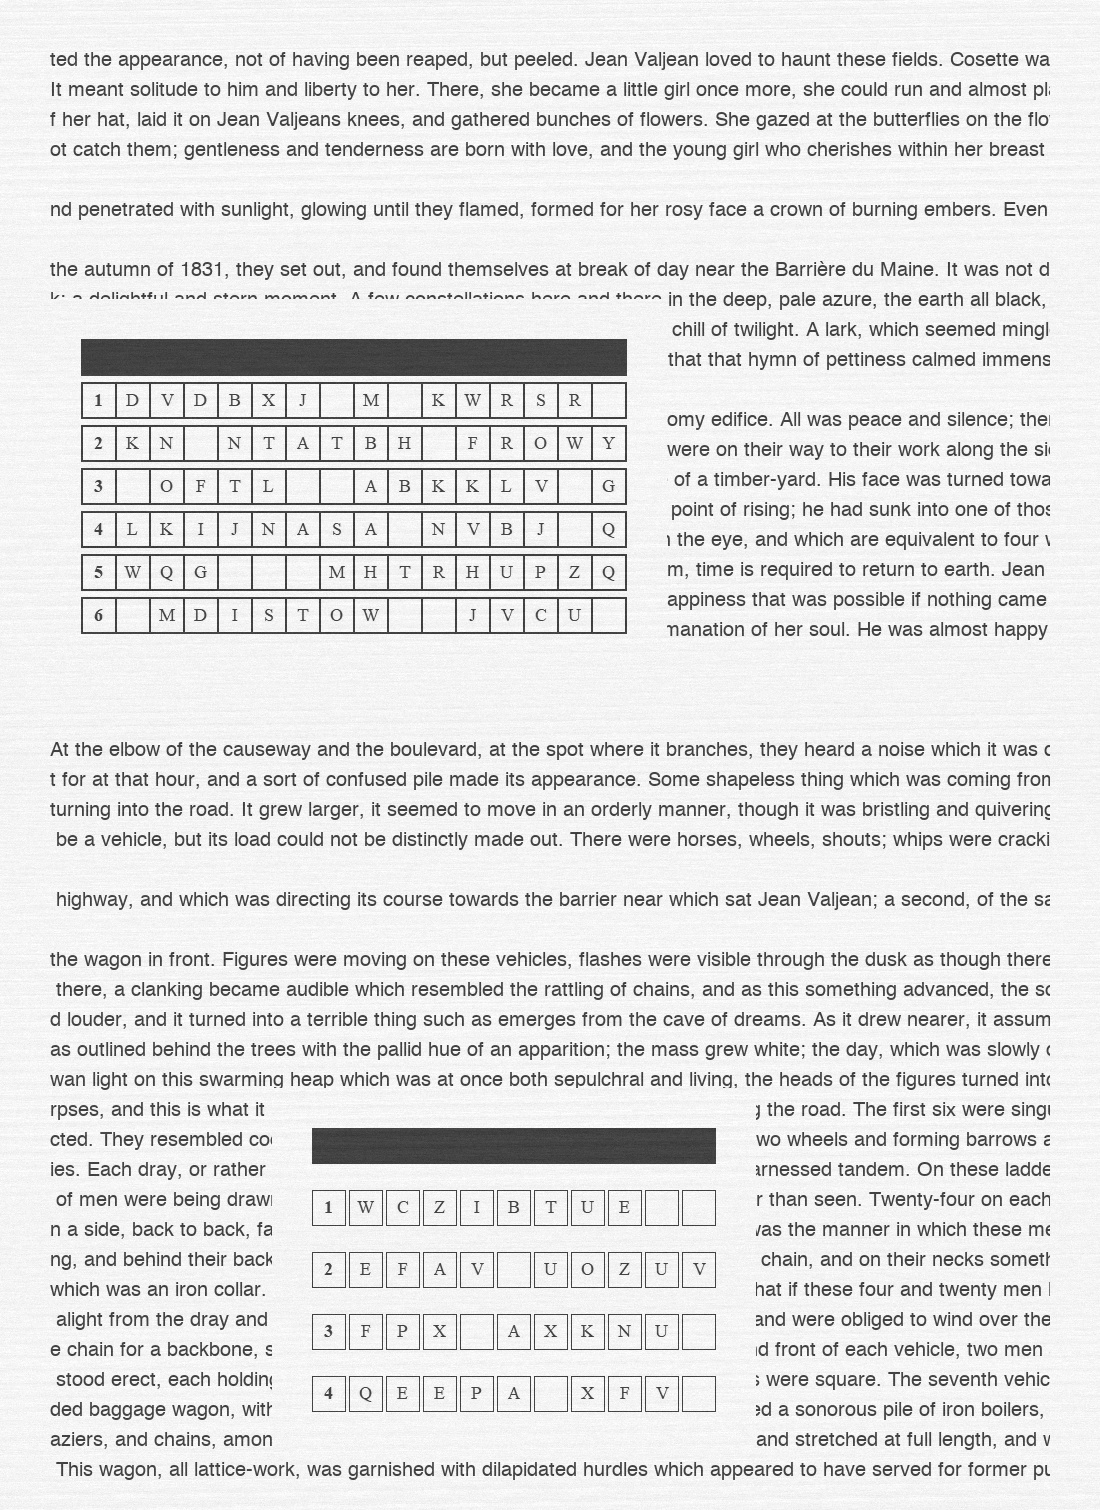 ted the appearance, not of having been reaped, but peeled. Jean Valjean loved to haunt these fields. Cosette wa
It meant solitude to him and liberty to her. There, she became a little girl once more, she could run and almost pl
f her hat, laid it on Jean Valjeans knees, and gathered bunches of flowers. She gazed at the butterflies on the flo
ot catch them; gentleness and tenderness are born with love, and the young girl who cherishes within her breast
nd penetrated with sunlight, glowing until they flamed, formed for her rosy face a crown of burning embers. Even
the autumn of 1831, they set out, and found themselves at break of day near the Barrière du Maine. It was not d
k; a delightful and stern moment. A few constellations here and there in the deep, pale azure, the earth all black,
chill of twilight. A lark, which seemed mingl
that that hymn of pettiness calmed immens
1 D V D B X J M K W R S R
omy edifice. All was peace and silence; the
2 K N N T A T B H F R O W Y
were on their way to their work along the si
3 O F T L A B K K L V G
of a timber-yard. His face was turned towa
point of rising; he had sunk into one of thos
4 L K I J N A S A N V B J Q
the eye, and which are equivalent to four
5 W Q G M H T R H U P Z Q
m, time is required to return to earth. Jean
appiness that was possible if nothing came
6 M D I S T O W J V C U
manation of her soul. He was almost happy
At the elbow of the causeway and the boulevard, at the spot where it branches, they heard a noise which it was
t for at that hour, and a sort of confused pile made its appearance. Some shapeless thing which was coming from
turning into the road. It grew larger, it seemed to move in an orderly manner, though it was bristling and quivering
be a vehicle, but its load could not be distinctly made out. There were horses, wheels, shouts; whips were cracki
highway, and which was directing its course towards the barrier near which sat Jean Valjean; a second, of the sa
the wagon in front. Figures were moving on these vehicles, flashes were visible through the dusk as though there
there, a clanking became audible which resembled the rattling of chains, and as this something advanced, the so
d louder, and it turned into a terrible thing such as emerges from the cave of dreams. As it drew nearer, it assum
as outlined behind the trees with the pallid hue of an apparition; the mass grew white; the day, which was slowly
wan light on this swarming heap which was at once both sepulchral and living, the heads of the figures turned into
rpses, and this is what it the road. The first six were singu
cted. They resembled co two wheels and forming barrows a
ies. Each dray, or rather arnessed tandem. On these ladde
of men were being drawn r than seen. Twenty-four on each
1 W C Z I B T U E
n a side, back to back, fa was the manner in which these me
ng, and behind their back chain, and on their necks someth
2 E F A V U O Z U V
which was an iron collar. hat if these four and twenty men
alight from the dray and and were obliged to wind over the
3 F P X A X K N U
e chain for a backbone, s d front of each vehicle, two men
stood erect, each holding were square. The seventh vehic
4 Q E E P A X F V
ded baggage wagon, with ed a sonorous pile of iron boilers,
aziers, and chains, amon and stretched at full length, and w
This wagon, all lattice-work, was garnished with dilapidated hurdles which appeared to have served for former pu